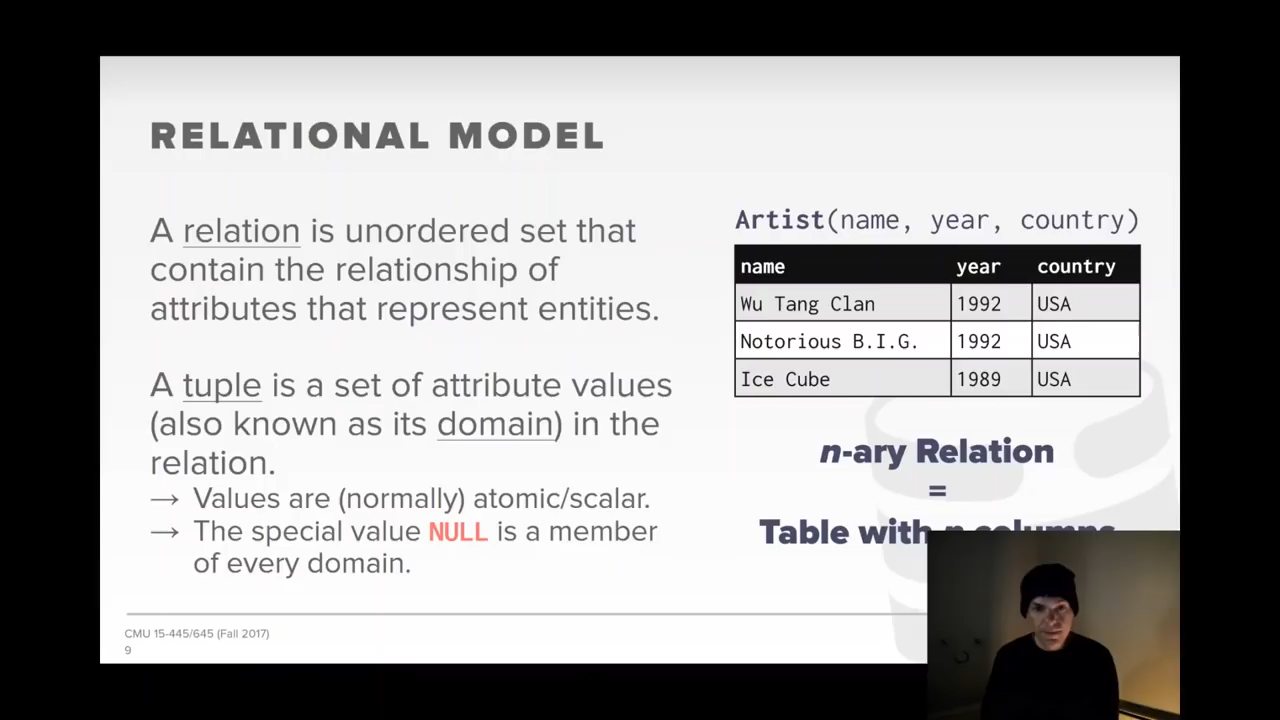 RELATIONAL MODEL
A relation is unordered set that
contain the relationship of
attributes that represent entities.
A tuple is a set of attribute values
(also known as its domain) in the
relation.
→ Values are (normally) atomic/scalar.
→ The special value NULL is a member
of every domain.
Artist(name, year, country)
name year country
Wu Tang Clan 1992 USA
Notorious B.I.G. 1992 USA
Ice Cube 1989 USA
n-ary Relation
=
Table with n columns
CMU 15-445/645 (Fall 2017)
9